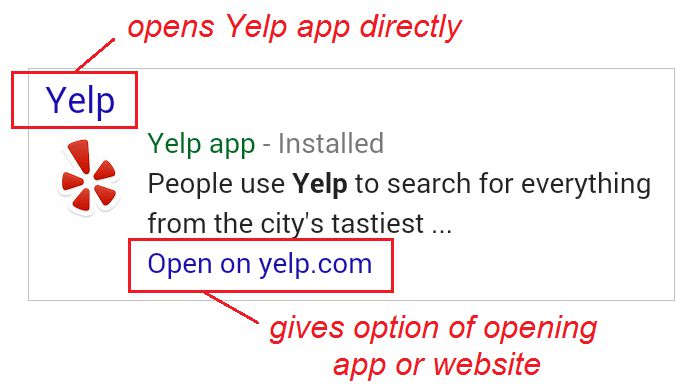 opens Yelp app directly
Yelp
Yelp app - Installed
People use Yelp to search for everything
from the city's tastiest ...
Open on yelp.com
gives option of opening
app or website